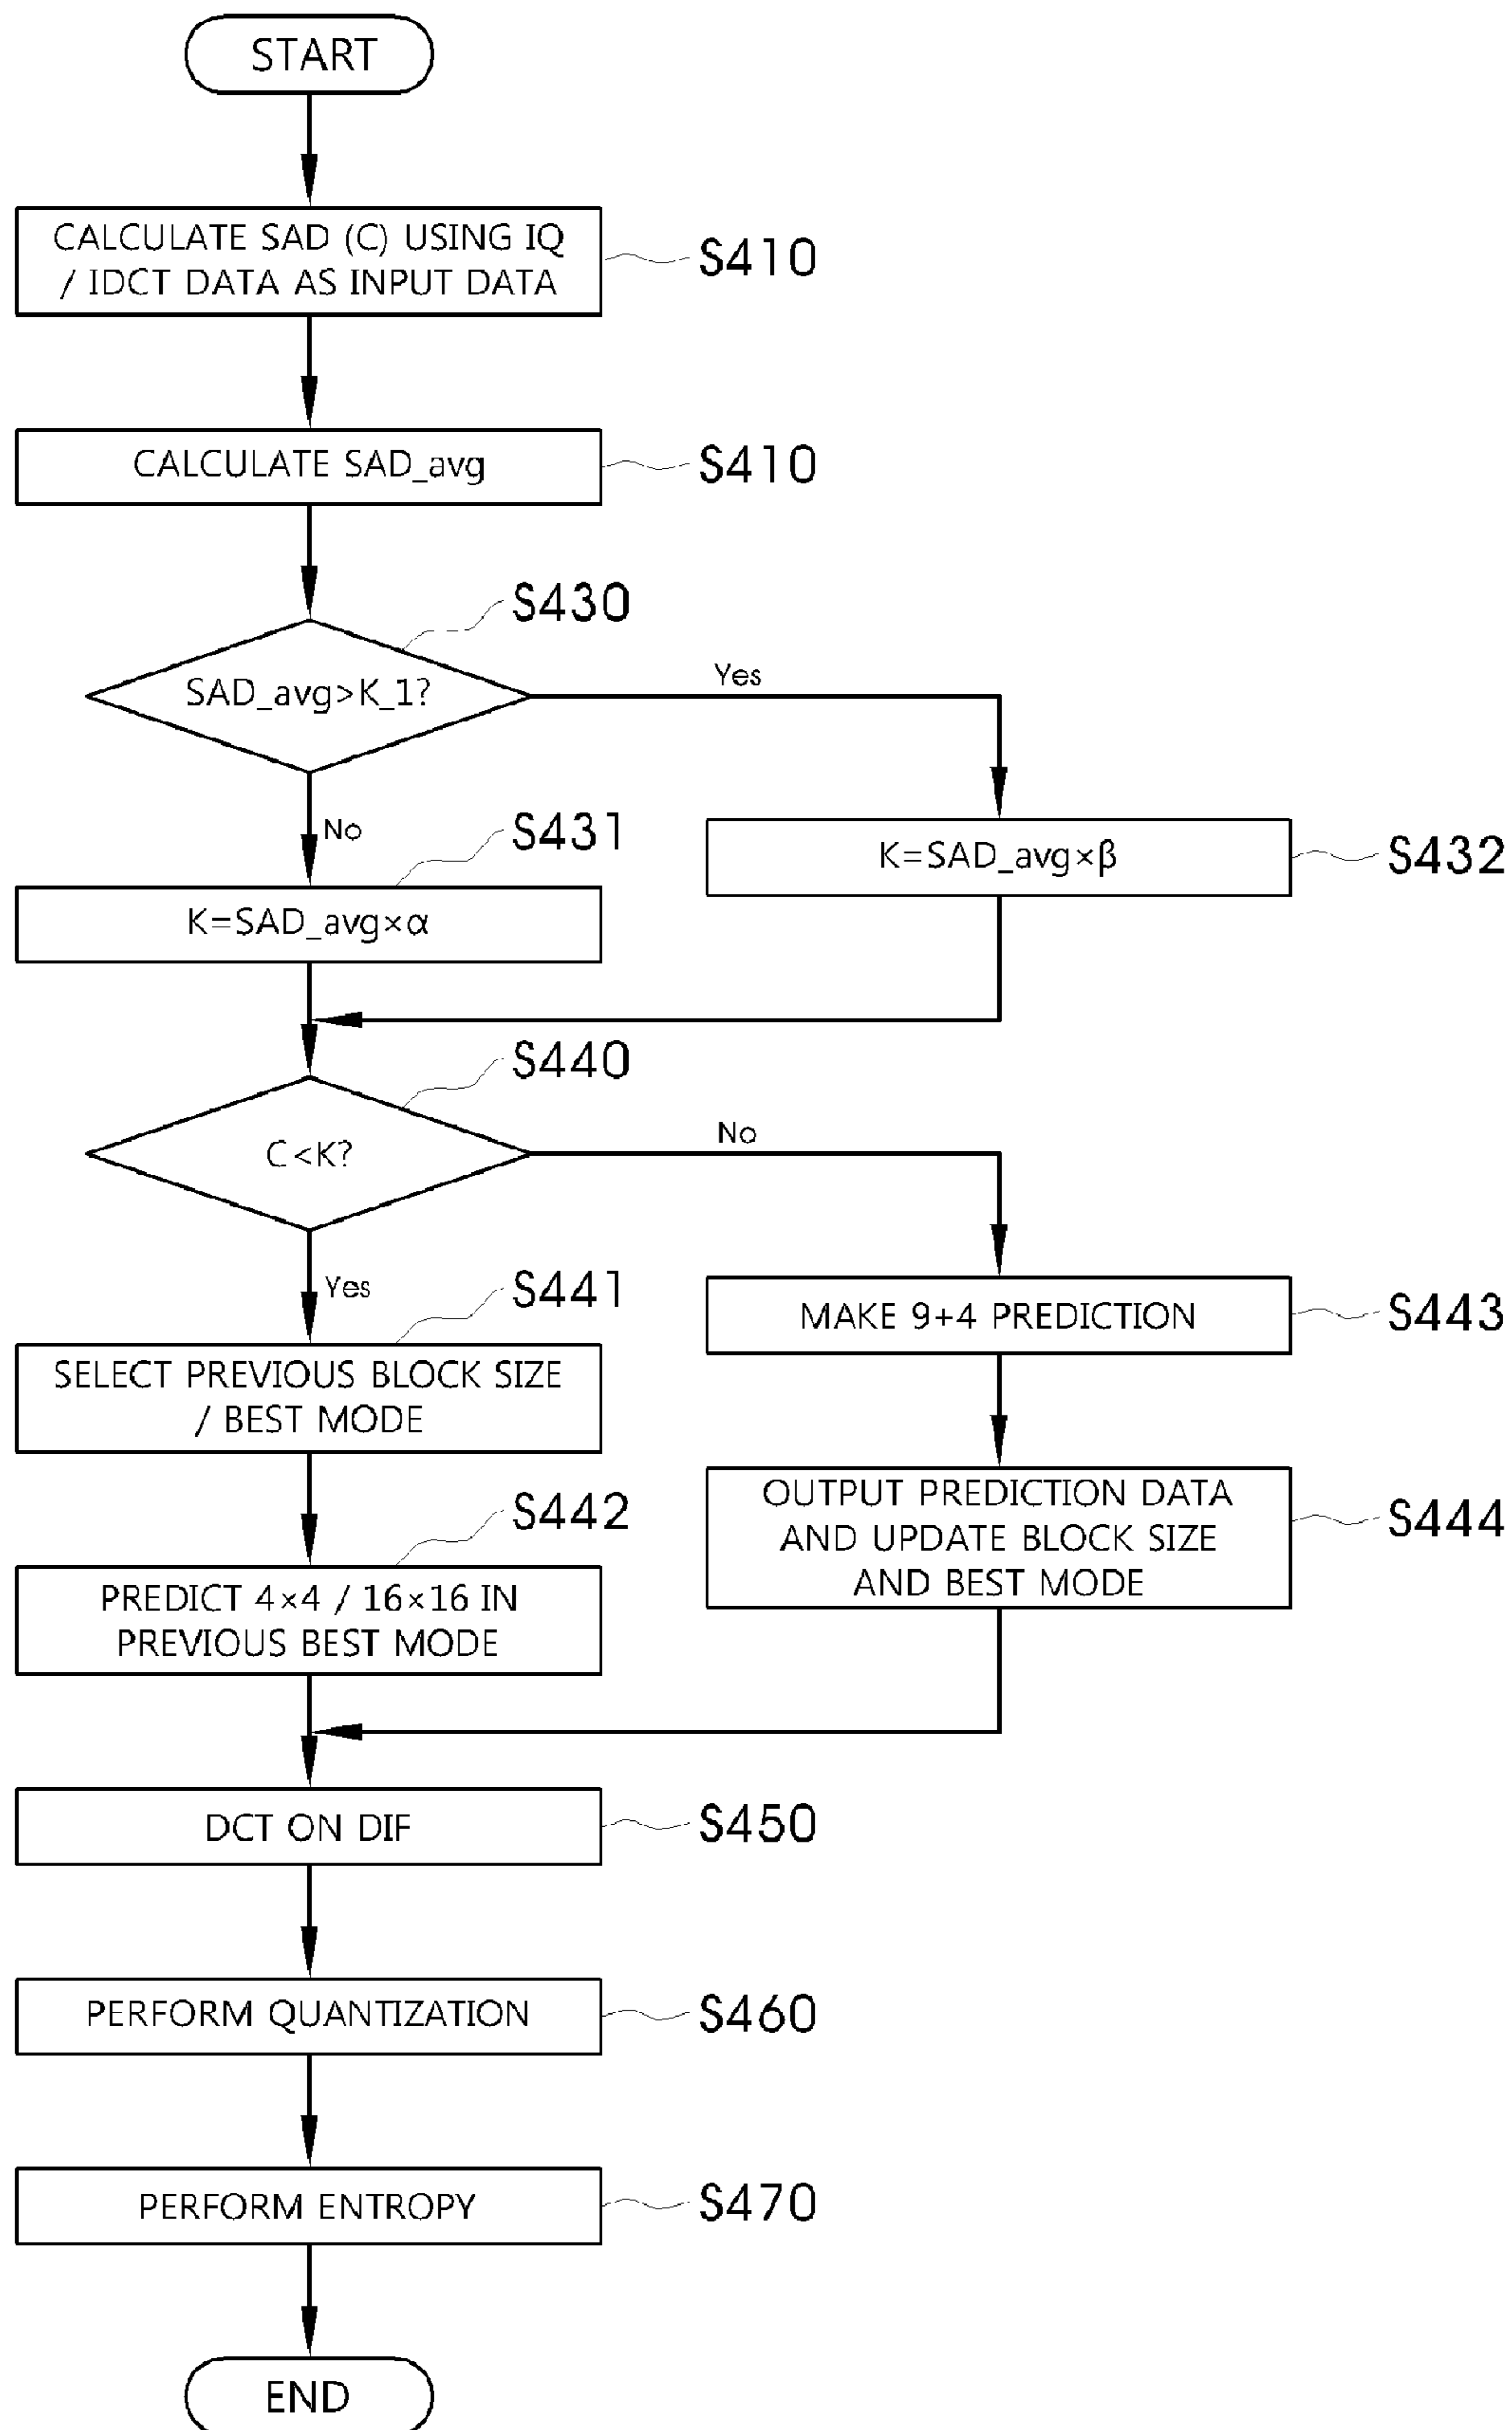 START
CALCULATE SAD (C) USING IQ
/ IDCT DATA AS INPUT DATA
S410
CALCULATE SAD_avg
S410
S430
SAD_avg>K_1?
Yes
No
S431
K=SAD_avg×β
S432
K=SAD_avg×α
S440
C<K?
No
Yes
S441
MAKE 9+4 PREDICTION
S443
SELECT PREVIOUS BLOCK SIZE
/ BEST MODE
S442
OUTPUT PREDICTION DATA
AND UPDATE BLOCK SIZE
AND BEST MODE
S444
PREDICT 4×4 / 16×16 IN
PREVIOUS BEST MODE
DCT ON DIF
S450
PERFORM QUANTIZATION
S460
PERFORM ENTROPY
S470
END